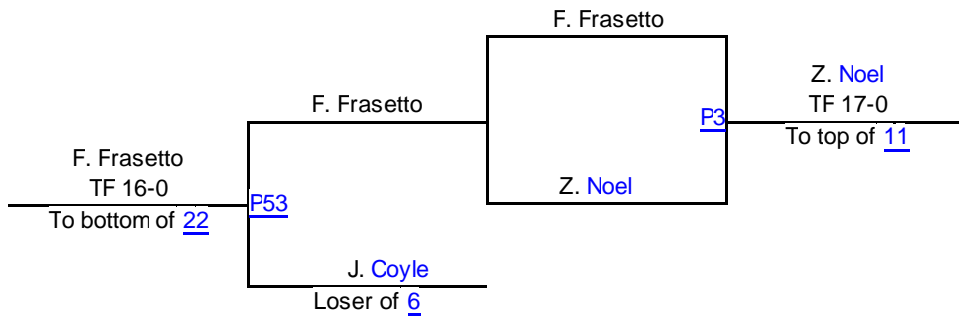 F. Frasetto
Z. Noel
F. Frasetto
TF 17-0
P3
To top of 11
F. Frasetto
TF 16-0
Z. Noel
P53
To bottom of 22
J. Coyle
Loser of 6